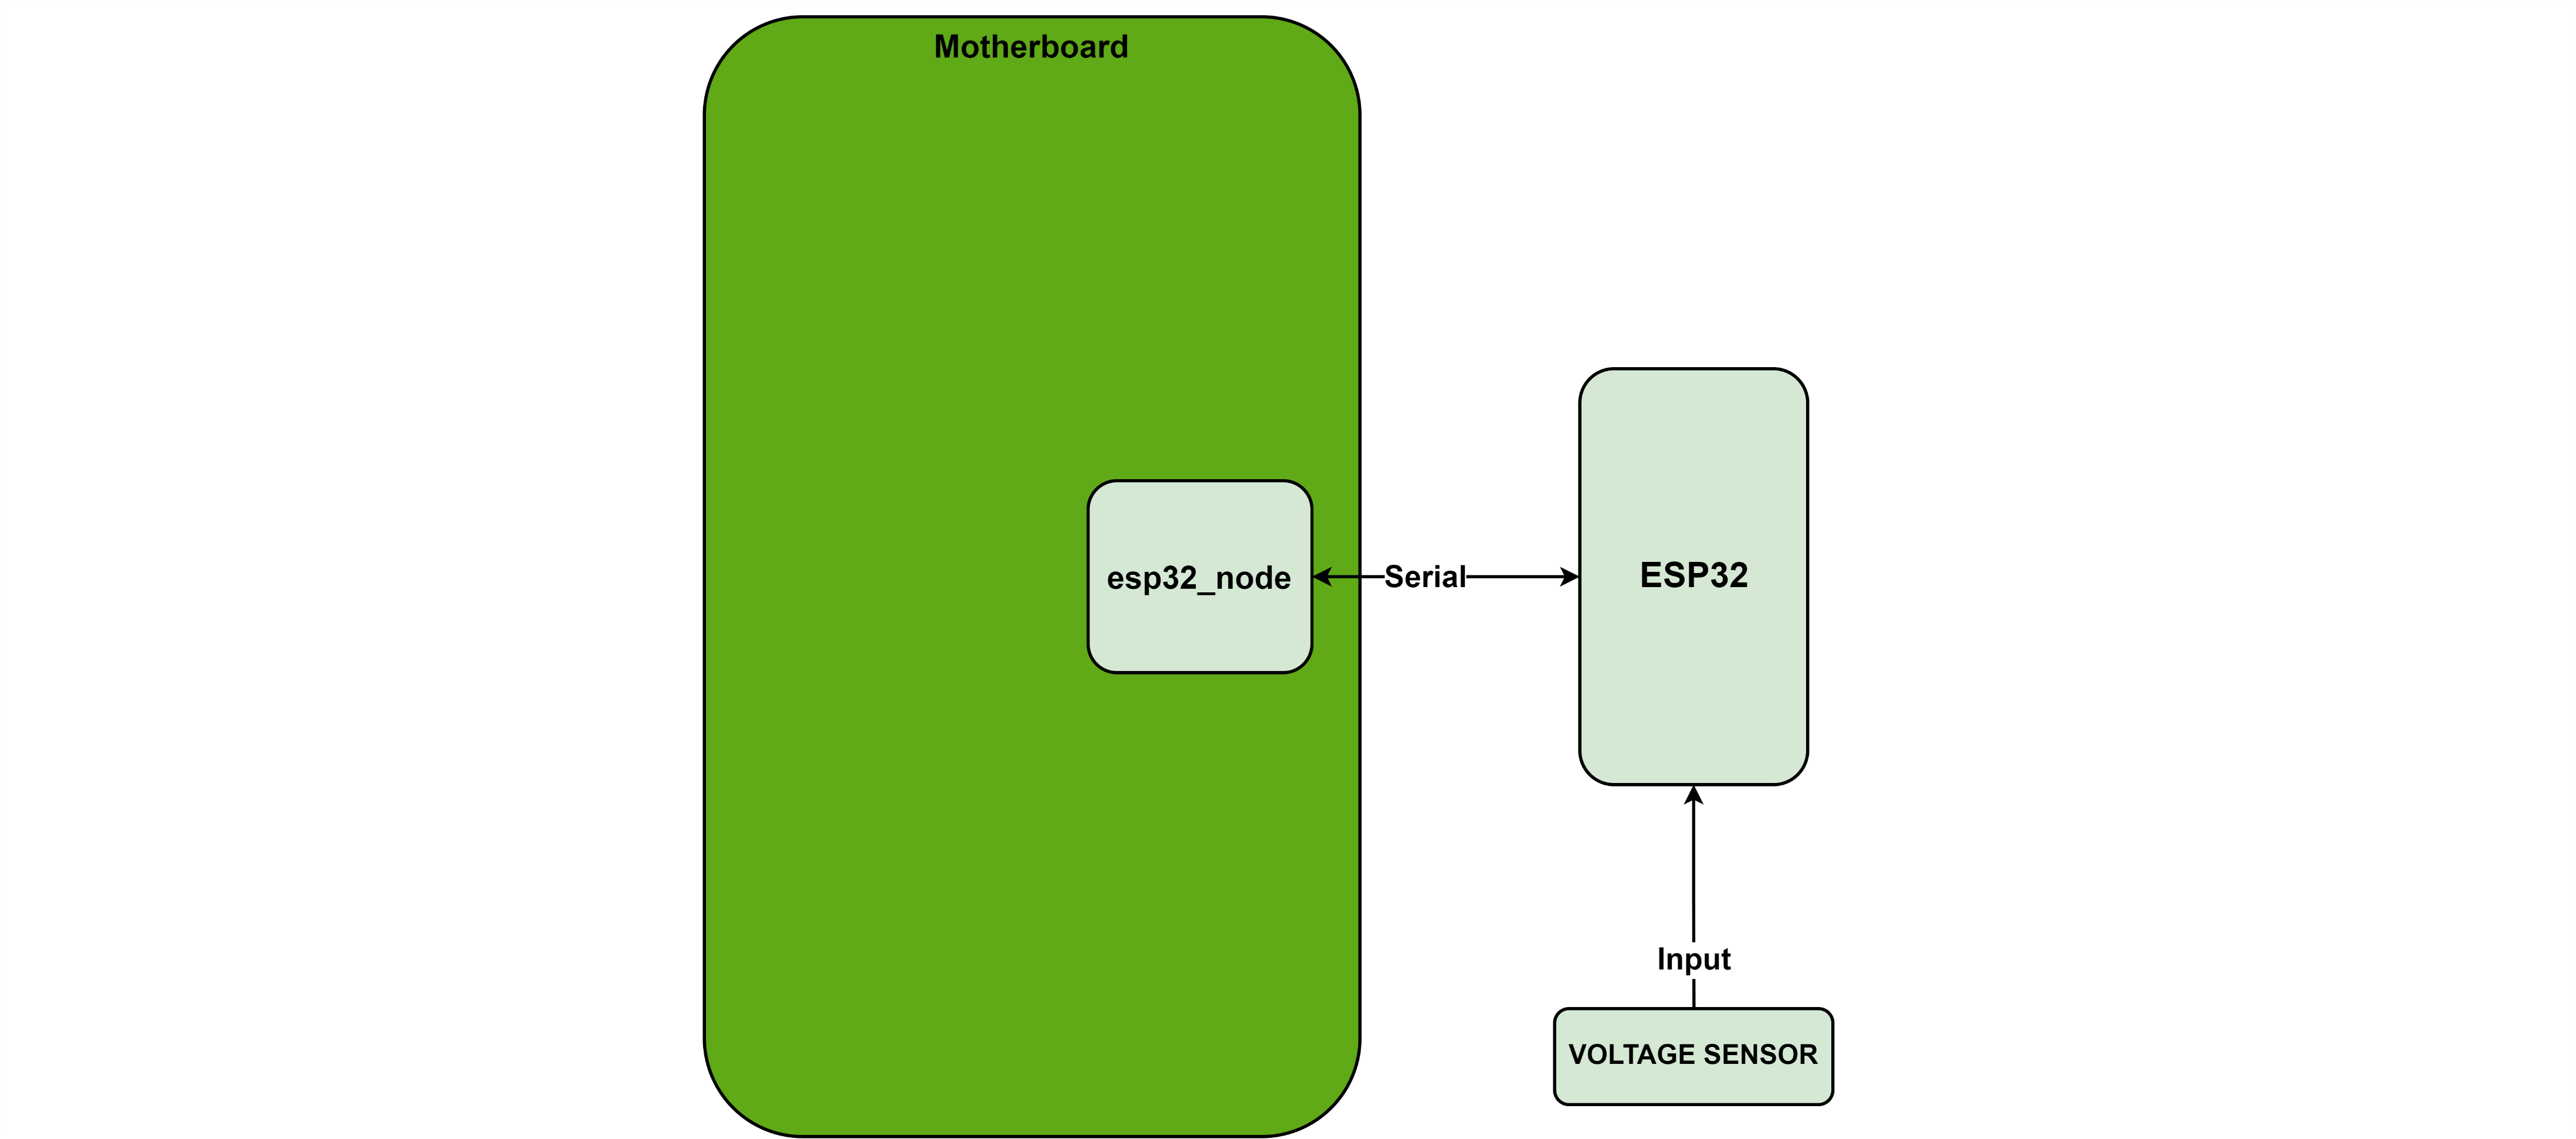 Motherboard
esp32_node
Serial
ESP32
Input
VOLTAGE SENSOR